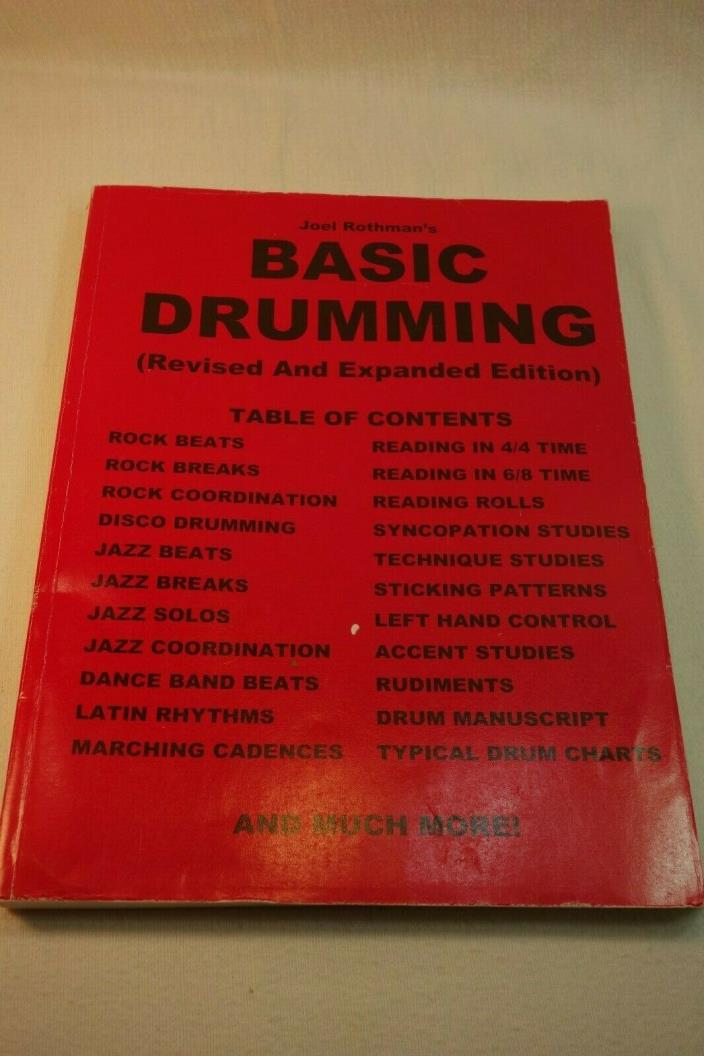 Joel Rothman's
BASIC
DRUMMING
(Revised And Expanded Edition)
TABLE OF CONTENTS
ROCK BEATS
ROCK BREAKS
ROCK COORDINATION
DISCO DRUMMING
JAZZ BEATS
JAZZ BREAKS
JAZZ SOLOS
JAZZ COORDINATION
DANCE BAND BEATS
LATIN RHYTHMS
MARCHING CADENCES
READING IN 4/4 TIME
READING IN 6/8 TIME
READING ROLLS
SYNCOPATION STUDIES
TECHNIQUE STUDIES
STICKING PATTERNS
LEFT HAND CONTROL
ACCENT STUDIES
RUDIMENTS
DRUM MANUSCRIPT
TYPICAL DRUM CHARTS
AND MUCH MORE!